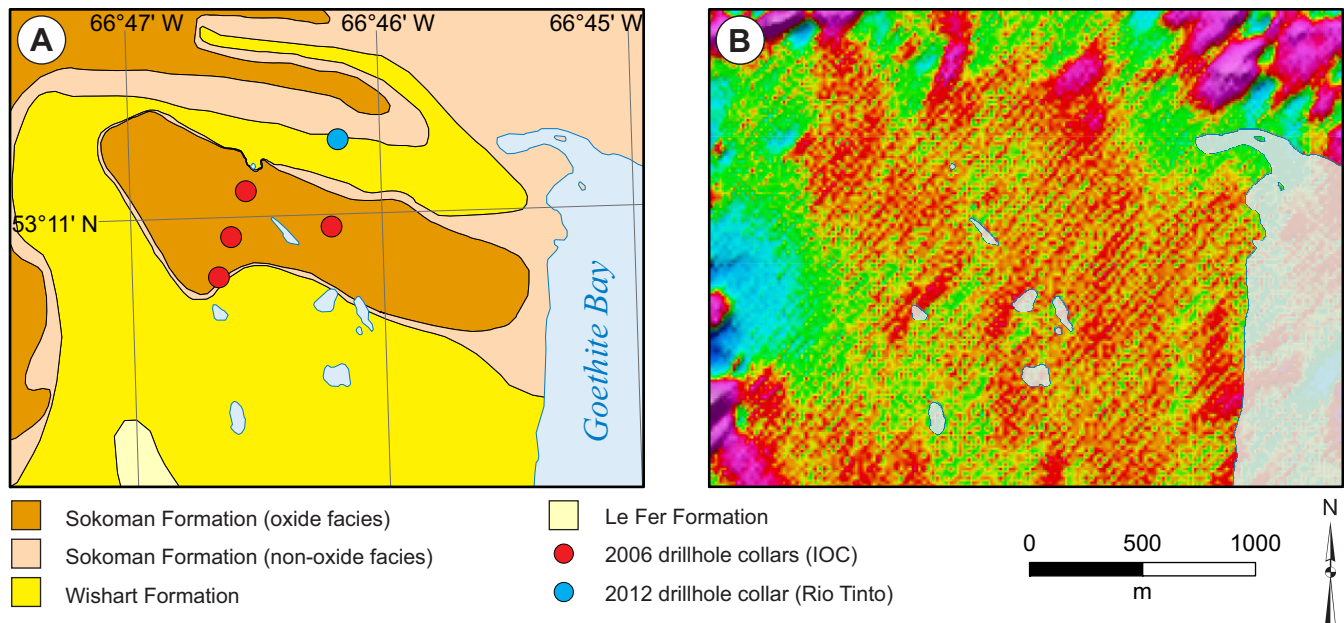 A
66°47' W
66°46' W
66°45' W
53°11' N
Goethite Bay
B
Sokoman Formation (oxide facies)
Sokoman Formation (non-oxide facies)
Wishart Formation
Le Fer Formation
2006 drillhole collars (IOC)
2012 drillhole collar (Rio Tinto)
0 500 1000
m
N